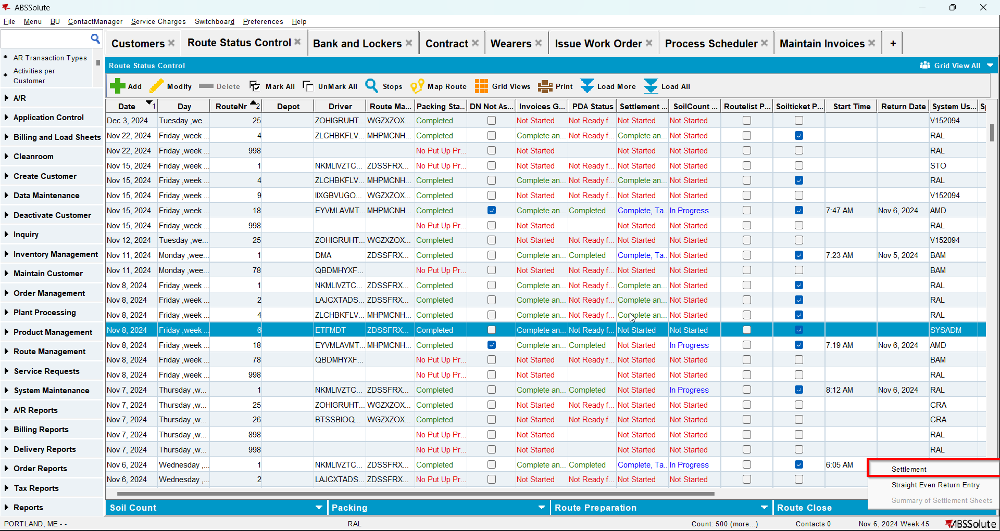 ABSSolute
File Menu BU ContactManager Service Charges Switchboard Preferences Help
AR Transaction Types
Activities per
Customer
A/R
Application Control
Billing and Load Sheets
Cleanroom
Create Customer
Data Maintenance
Deactivate Customer
Inquiry
Inventory Management
Maintain Customer
Order Management
Plant Processing
Product Management
Route Management
Service Requests
System Maintenance
A/R Reports
Billing Reports
Delivery Reports
Order Reports
Tax Reports
Reports
Customers Route Status Control Bank and Lockers Contract Wearers Issue Work Order Process Scheduler Maintain Invoices +
Route Status Control Grid View All
Add Modify Delete Mark All UnMark All Stops Map Route Grid Views Print Load More Load All
Date 1 Day RouteNr 2 Depot Driver Route Ma... Packing Sta... DN Not As... Invoices G... PDA Status Settlement ... SoilCount ... Routelist P... Soilticket P... Start Time Return Date System Us...
Dec 3, 2024 Tuesday ,we... 25 ZOHIGRUHT... WGZXZOX... Completed Not Started Not Ready f... Not Started Not Started V152094
Nov 22, 2024 Friday ,week ... 4 ZLCHBKFLV... MHPMCNH... Completed Complete an... Not Ready f... Complete an... Not Started RAL
Nov 22, 2024 Friday ,week ... 998 No Put Up Pr... Not Started Not Started Not Started RAL
Nov 15, 2024 Friday ,week ... 1 NKMLIVZTC... ZDSSFRX... No Put Up Pr... Not Started Not Ready f... Not Started Not Started STO
Nov 15, 2024 Friday ,week ... 4 ZLCHBKFLV... MHPMCNH... Completed Complete an... Not Ready f... Complete an... Not Started RAL
Nov 15, 2024 Friday ,week ... 9 IIXGBVUGO... WGZXZOX... Completed Not Started Not Ready f... Not Started Not Started V152094
Nov 15, 2024 Friday ,week ... 18 EYVMLAVMT... MHPMCNH... Completed Complete an... Completed Complete, Ta... In Progress 7:47 AM Nov 6, 2024 AMD
Nov 15, 2024 Friday ,week ... 998 No Put Up Pr... Not Started Not Started Not Started RAL
Nov 12, 2024 Tuesday ,we... 25 ZOHIGRUHT... WGZXZOX... Completed Not Started Not Ready f... Not Started Not Started V152094
Nov 11, 2024 Monday ,wee... 1 DMA ZDSSFRX... Completed Complete an... Completed Complete, Ta... Not Started 7:23 AM Nov 5, 2024 BAM
Nov 11, 2024 Monday ,wee... 78 QBDMHYXF... No Put Up Pr... Not Started Not Ready f... Not Started Not Started BAM
Nov 8, 2024 Friday ,week ... 1 NKMLIVZTC... ZDSSFRX... Completed Complete an... Not Ready f... Complete an... Not Started RAL
Nov 8, 2024 Friday ,week ... 2 LAJCXTADS... ZDSSFRX... Completed Complete an... Not Ready f... Complete an... Not Started RAL
Nov 8, 2024 Friday ,week ... 4 ZLCHBKFLV... MHPMCNH... Completed Complete an... Not Ready f... Complete an... Not Started RAL
Nov 8, 2024 Friday ,week ... 6 ETFMDT ZDSSFRX... Completed Complete an... Not Ready f... Not Started Not Started SYSADM
Nov 8, 2024 Friday ,week ... 18 EYVMLAVMT... MHPMCNH... Completed Complete an... Completed Not Started In Progress 7:19 AM Nov 6, 2024 AMD
Nov 8, 2024 Friday ,week ... 78 QBDMHYXF... No Put Up Pr... Not Started Not Ready f... Not Started Not Started BAM
Nov 8, 2024 Friday ,week ... 998 No Put Up Pr... Not Started Not Started Not Started RAL
Nov 7, 2024 Thursday ,w... 1 NKMLIVZTC... ZDSSFRX... Completed Complete an... Completed Not Started In Progress 8:12 AM Nov 6, 2024 RAL
Nov 7, 2024 Thursday ,w... 25 ZOHIGRUHT... WGZXZOX... Completed Not Started Not Ready f... Not Started Not Started CRA
Nov 7, 2024 Thursday ,w... 26 BTSSBIOQ... WGZXZOX... Completed Not Started Not Ready f... Not Started Not Started CRA
Nov 7, 2024 Thursday ,w... 898 No Put Up Pr... Not Started Not Started Not Started RAL
Nov 7, 2024 Thursday ,w... 998 No Put Up Pr... Not Started Not Started Not Started RAL
Nov 6, 2024 Wednesday ,... 1 NKMLIVZTC... ZDSSFRX... Completed Complete an... Completed Complete, Ta... In Progress 6:05 AM
Nov 6, 2024 Wednesday ,... 2 LAJCXTADS... ZDSSFRX... No Put Up Pr... Not Started Not Ready f... Not Started Not Started
Settlement
Straight Even Return Entry
Summary of Settlement Sheets
Soil Count Packing Route Preparation Route Close
PORTLAND, ME - - RAL Count: 500 (more...) Contacts 0 Nov 6, 2024 Week 45 ABSSolute